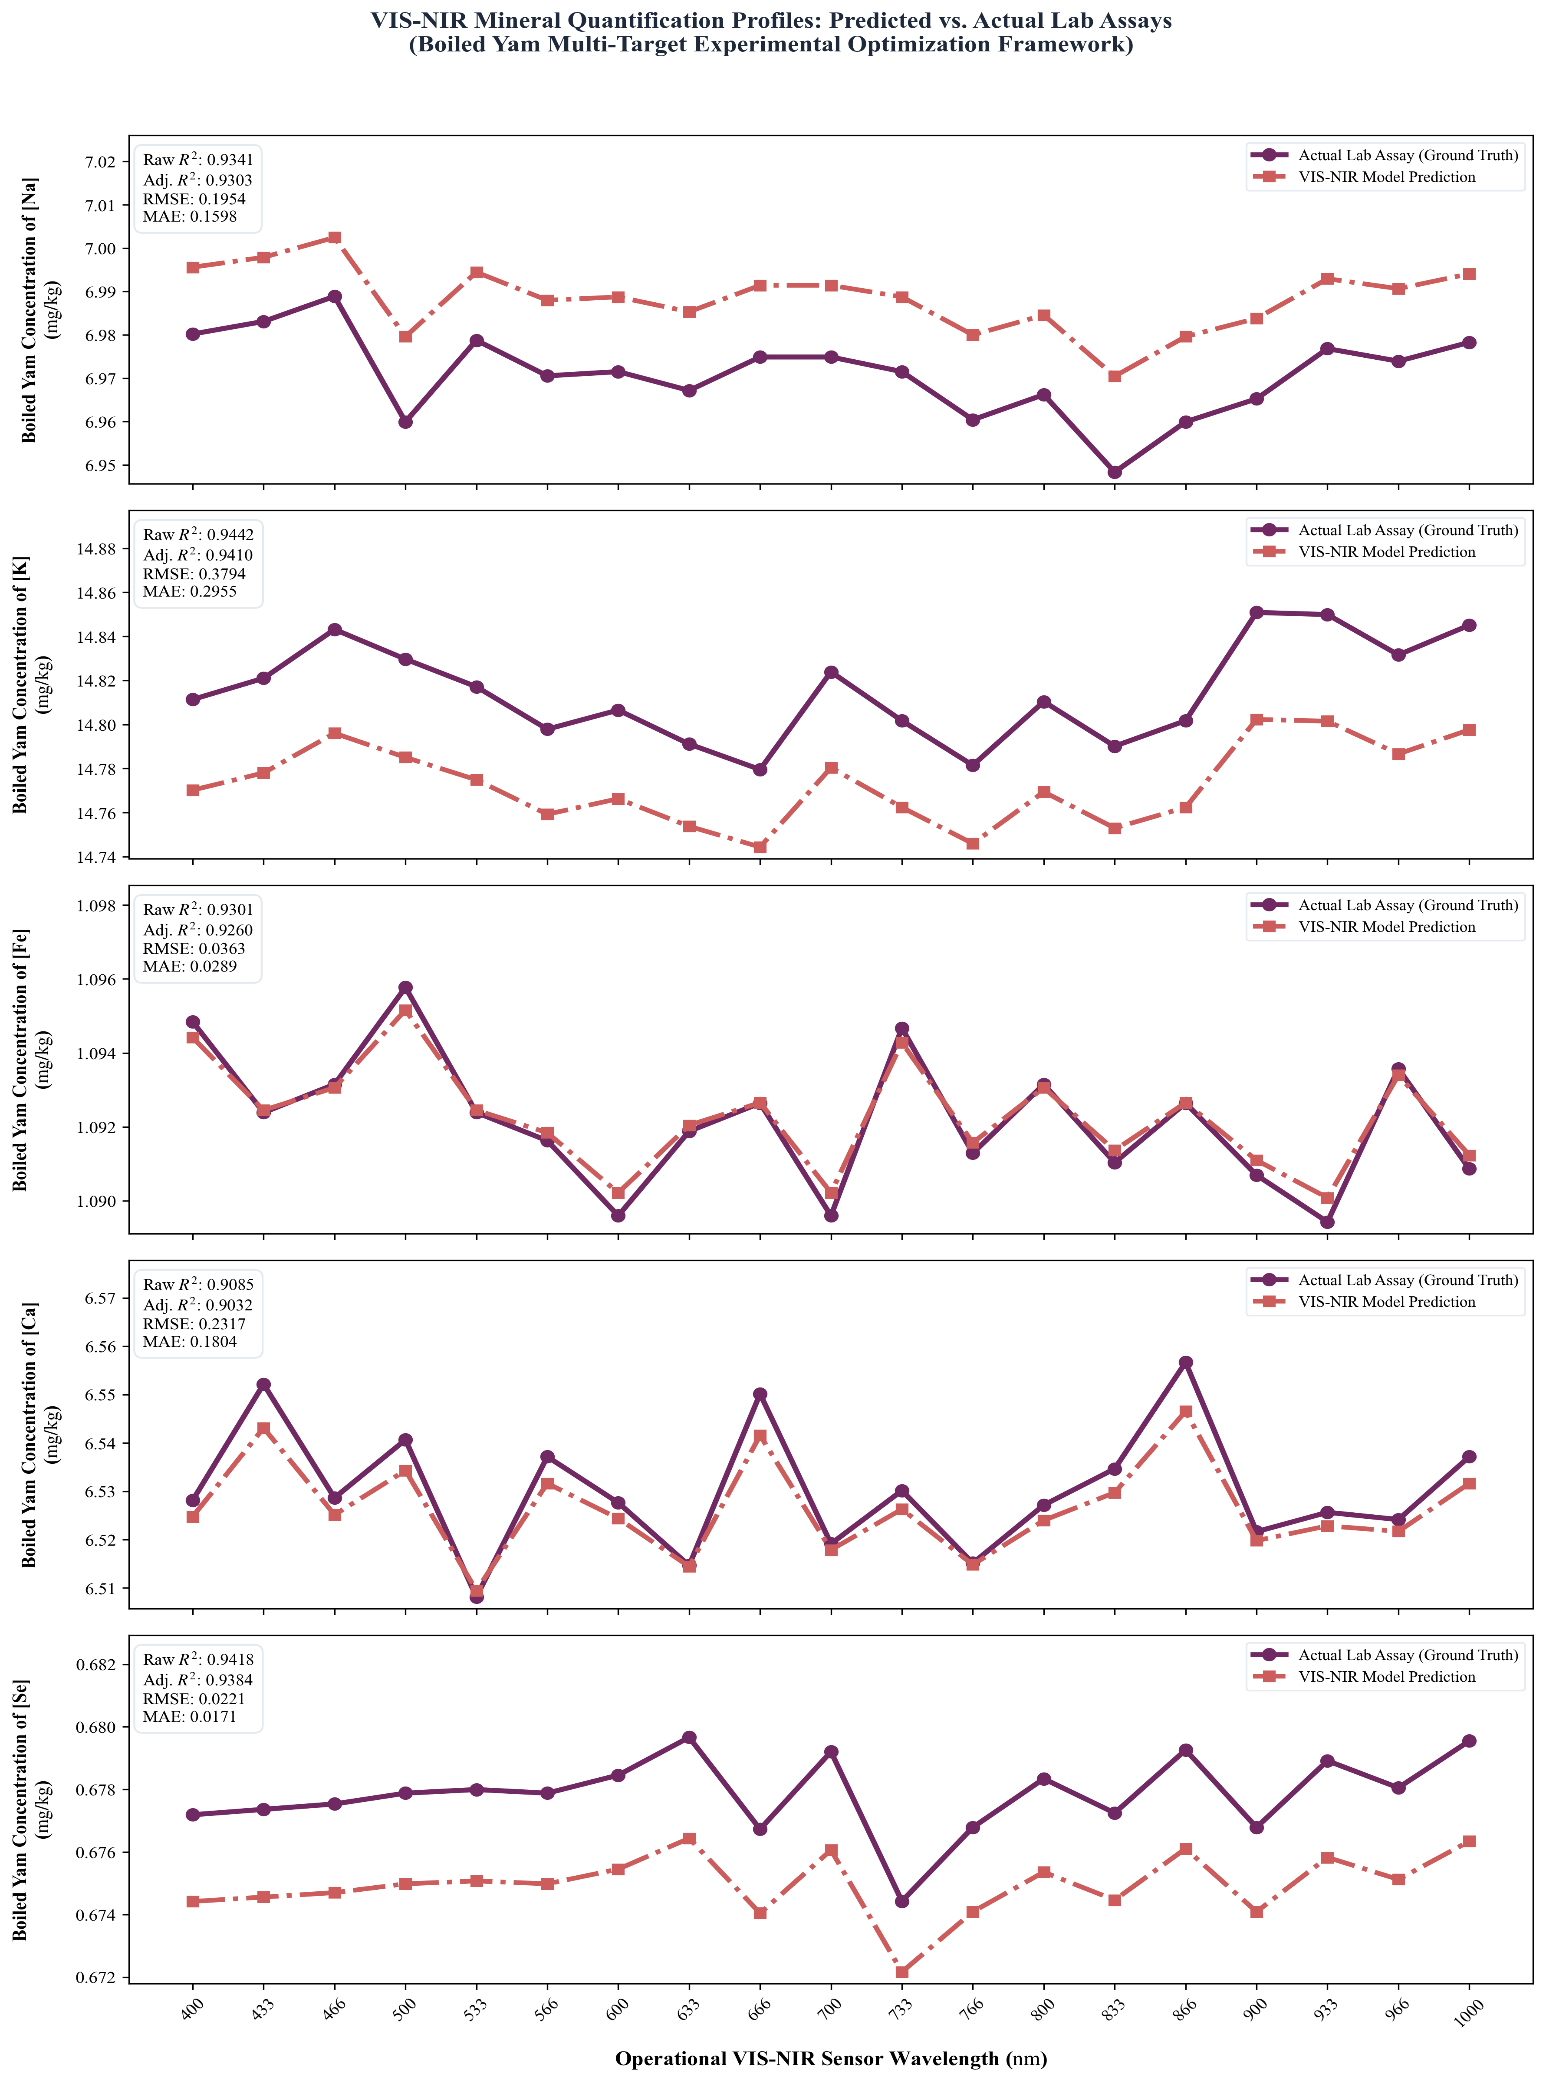 VIS-NIR Mineral Quantification Profiles: Predicted vs. Actual Lab Assays
(Boiled Yam Multi-Target Experimental Optimization Framework)
Boiled Yam Concentration of [Na]
(mg/kg)
7.02
7.01
7.00
6.99
6.98
6.97
6.96
6.95
Raw R²: 0.9341
Adj. R²: 0.9303
RMSE: 0.1954
MAE: 0.1598
Actual Lab Assay (Ground Truth)
VIS-NIR Model Prediction
Boiled Yam Concentration of [K]
(mg/kg)
14.88
14.86
14.84
14.82
14.80
14.78
14.76
14.74
Raw R²: 0.9442
Adj. R²: 0.9410
RMSE: 0.3794
MAE: 0.2955
Actual Lab Assay (Ground Truth)
VIS-NIR Model Prediction
Boiled Yam Concentration of [Fe]
(mg/kg)
1.098
1.096
1.094
1.092
1.090
Raw R²: 0.9301
Adj. R²: 0.9260
RMSE: 0.0363
MAE: 0.0289
Actual Lab Assay (Ground Truth)
VIS-NIR Model Prediction
Boiled Yam Concentration of [Ca]
(mg/kg)
6.57
6.56
6.55
6.54
6.53
6.52
6.51
Raw R²: 0.9085
Adj. R²: 0.9032
RMSE: 0.2317
MAE: 0.1804
Actual Lab Assay (Ground Truth)
VIS-NIR Model Prediction
Boiled Yam Concentration of [Se]
(mg/kg)
0.682
0.680
0.678
0.676
0.674
0.672
Raw R²: 0.9418
Adj. R²: 0.9384
RMSE: 0.0221
MAE: 0.0171
Actual Lab Assay (Ground Truth)
VIS-NIR Model Prediction
400 433 466 500 533 566 600 633 666 700 733 766 800 833 866 900 933 966 1000
Operational VIS-NIR Sensor Wavelength (nm)